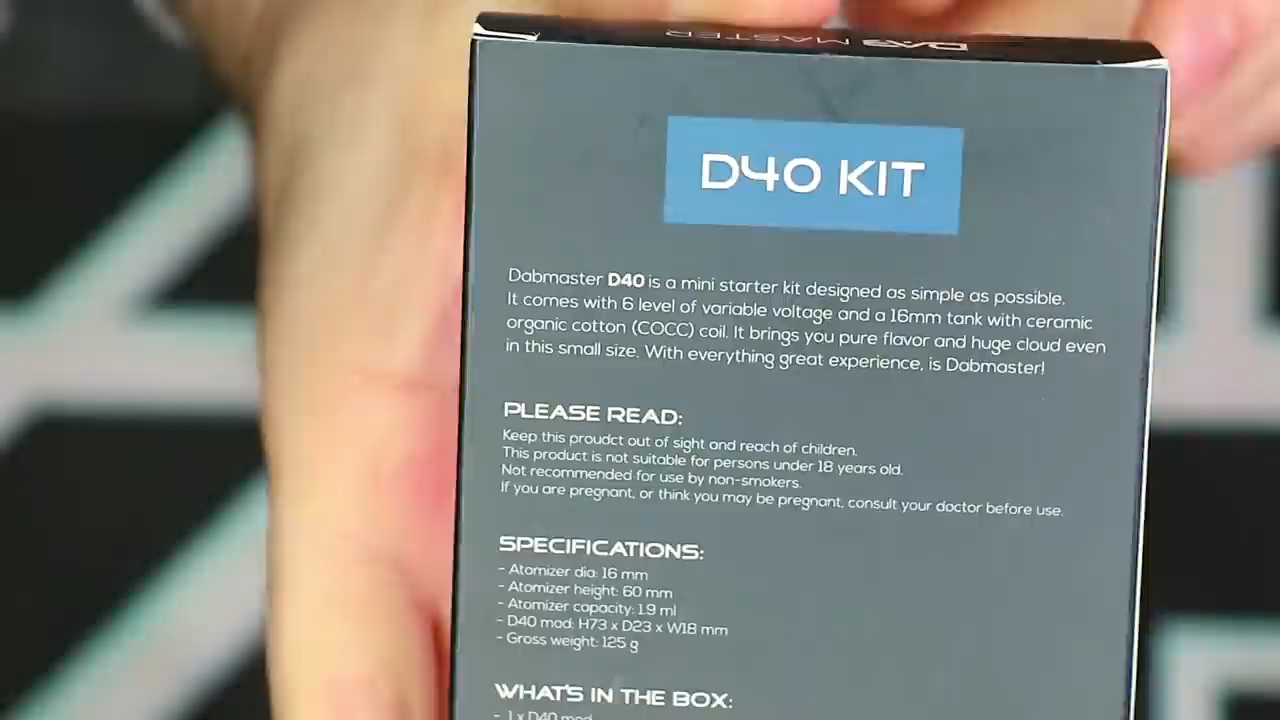 DAB MASTER
D40 KIT
Dabmaster D40 is a mini starter kit designed as simple as possible.
It comes with 6 level of variable voltage and a 16mm tank with ceramic
organic cotton (COCC) coil. It brings you pure flavor and huge cloud even
in this small size. With everything great experience, is Dabmaster!
PLEASE READ:
Keep this proudct out of sight and reach of children.
This product is not suitable for persons under 18 years old.
Not recommended for use by non-smokers.
If you are pregnant, or think you may be pregnant, consult your doctor before use.
SPECIFICATIONS:
- Atomizer dia: 16 mm
- Atomizer height: 60 mm
- Atomizer capacity: 1.9 ml
- D40 mod: H73 x D23 x W18 mm
- Gross weight: 125 g
WHAT'S IN THE BOX:
- 1 x D40 mod